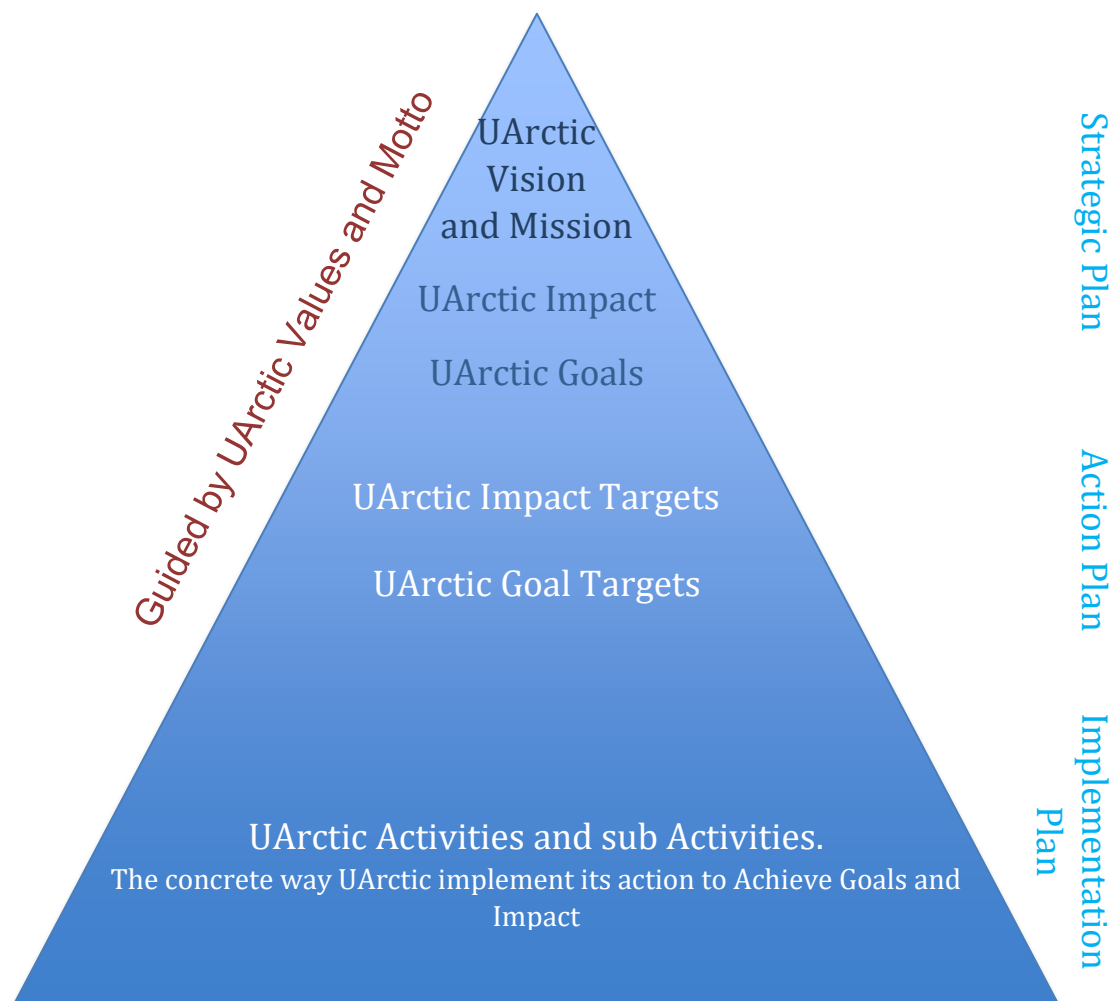 Guided by UArctic Values and Motto
UArctic
Vision
and Mission
UArctic Impact
UArctic Goals
Strategic Plan
UArctic Impact Targets
UArctic Goal Targets
Action Plan
UArctic Activities and sub Activities.
The concrete way UArctic implement its action to Achieve Goals and
Impact
Implementation
Plan